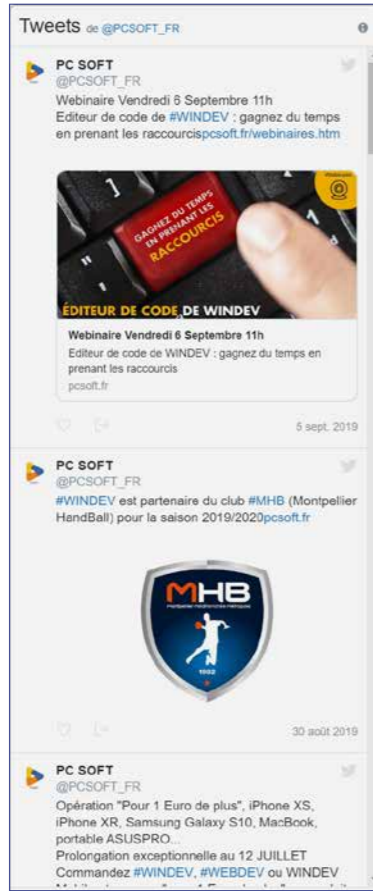 Tweets de @PCSOFT_FR
PC SOFT
@PCSOFT_FR
Webinaire Vendredi 6 Septembre 11h
Editeur de code de #WINDEV : gagnez du temps
en prenant les raccourcispcsoft.fr/webinaires.htm
GAGNEZ DU TEMPS
EN PRENANT LES
RACCOURCIS
ÉDITEUR DE CODE DE WINDEV
Webinaire Vendredi 6 Septembre 11h
Editeur de code de WINDEV : gagnez du temps en
prenant les raccourcis
pcsoft.fr
5 sept. 2019
PC SOFT
@PCSOFT_FR
#WINDEV est partenaire du club #MHB (Montpellier
HandBall) pour la saison 2019/2020pcsoft.fr
MHB
30 août 2019
PC SOFT
@PCSOFT_FR
Opération "Pour 1 Euro de plus", iPhone XS,
iPhone XR, Samsung Galaxy S10, MacBook,
portable ASUSPRO...
Prolongation exceptionnelle au 12 JUILLET
Commandez #WINDEV, #WEBDEV ou WINDEV